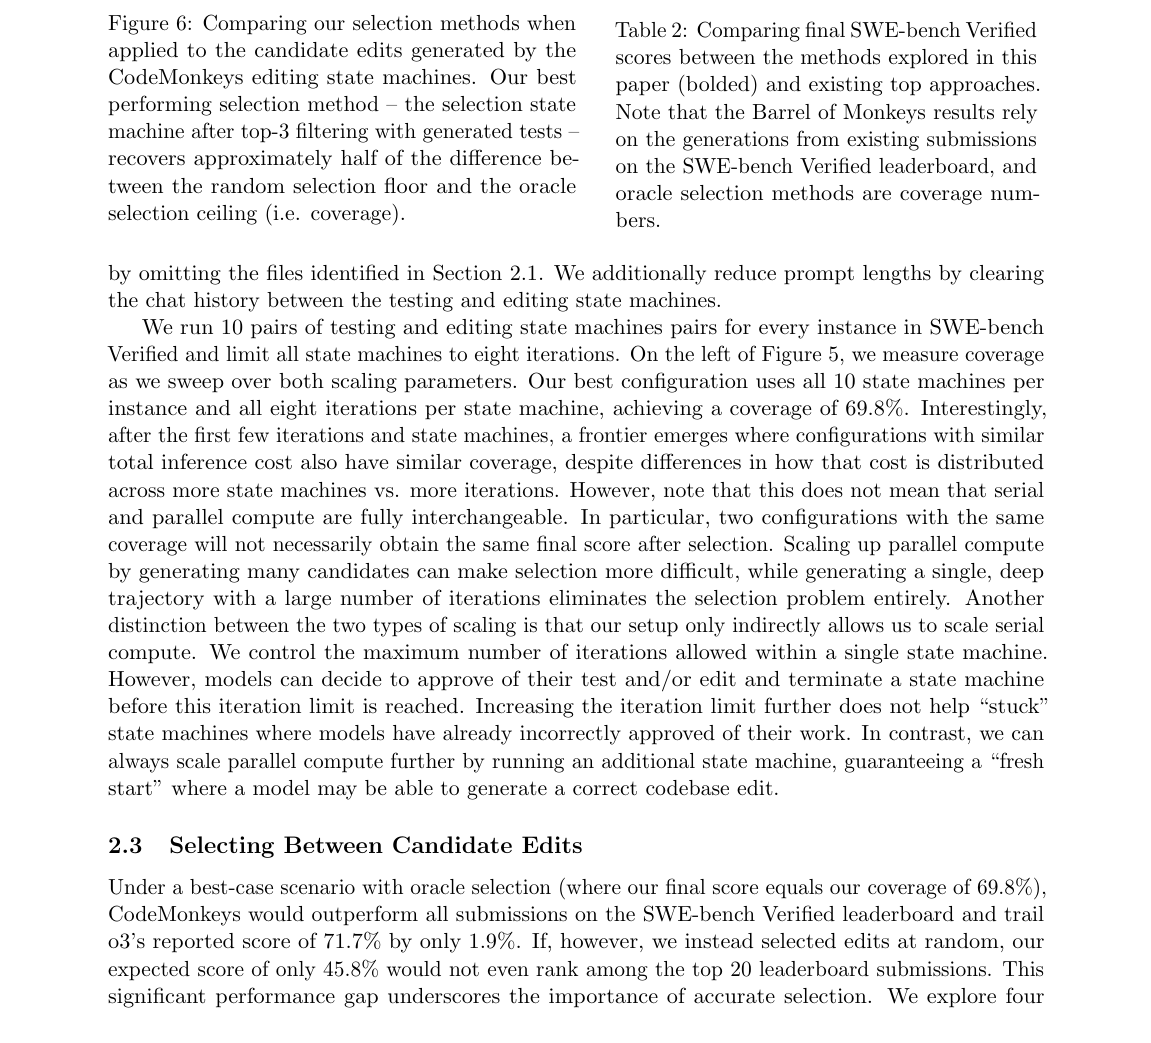 Figure 6: Comparing our selection methods when
applied to the candidate edits generated by the
CodeMonkeys editing state machines. Our best
performing selection method – the selection state
machine after top-3 filtering with generated tests –
recovers approximately half of the difference be-
tween the random selection floor and the oracle
selection ceiling (i.e. coverage).
Table 2: Comparing final SWE-bench Verified
scores between the methods explored in this
paper (bolded) and existing top approaches.
Note that the Barrel of Monkeys results rely
on the generations from existing submissions
on the SWE-bench Verified leaderboard, and
oracle selection methods are coverage num-
bers.
by omitting the files identified in Section 2.1. We additionally reduce prompt lengths by clearing
the chat history between the testing and editing state machines.
We run 10 pairs of testing and editing state machines pairs for every instance in SWE-bench
Verified and limit all state machines to eight iterations. On the left of Figure 5, we measure coverage
as we sweep over both scaling parameters. Our best configuration uses all 10 state machines per
instance and all eight iterations per state machine, achieving a coverage of 69.8%. Interestingly,
after the first few iterations and state machines, a frontier emerges where configurations with similar
total inference cost also have similar coverage, despite differences in how that cost is distributed
across more state machines vs. more iterations. However, note that this does not mean that serial
and parallel compute are fully interchangeable. In particular, two configurations with the same
coverage will not necessarily obtain the same final score after selection. Scaling up parallel compute
by generating many candidates can make selection more difficult, while generating a single, deep
trajectory with a large number of iterations eliminates the selection problem entirely. Another
distinction between the two types of scaling is that our setup only indirectly allows us to scale serial
compute. We control the maximum number of iterations allowed within a single state machine.
However, models can decide to approve of their test and/or edit and terminate a state machine
before this iteration limit is reached. Increasing the iteration limit further does not help “stuck”
state machines where models have already incorrectly approved of their work. In contrast, we can
always scale parallel compute further by running an additional state machine, guaranteeing a “fresh
start” where a model may be able to generate a correct codebase edit.
2.3 Selecting Between Candidate Edits
Under a best-case scenario with oracle selection (where our final score equals our coverage of 69.8%),
CodeMonkeys would outperform all submissions on the SWE-bench Verified leaderboard and trail
o3’s reported score of 71.7% by only 1.9%. If, however, we instead selected edits at random, our
expected score of only 45.8% would not even rank among the top 20 leaderboard submissions. This
significant performance gap underscores the importance of accurate selection. We explore four